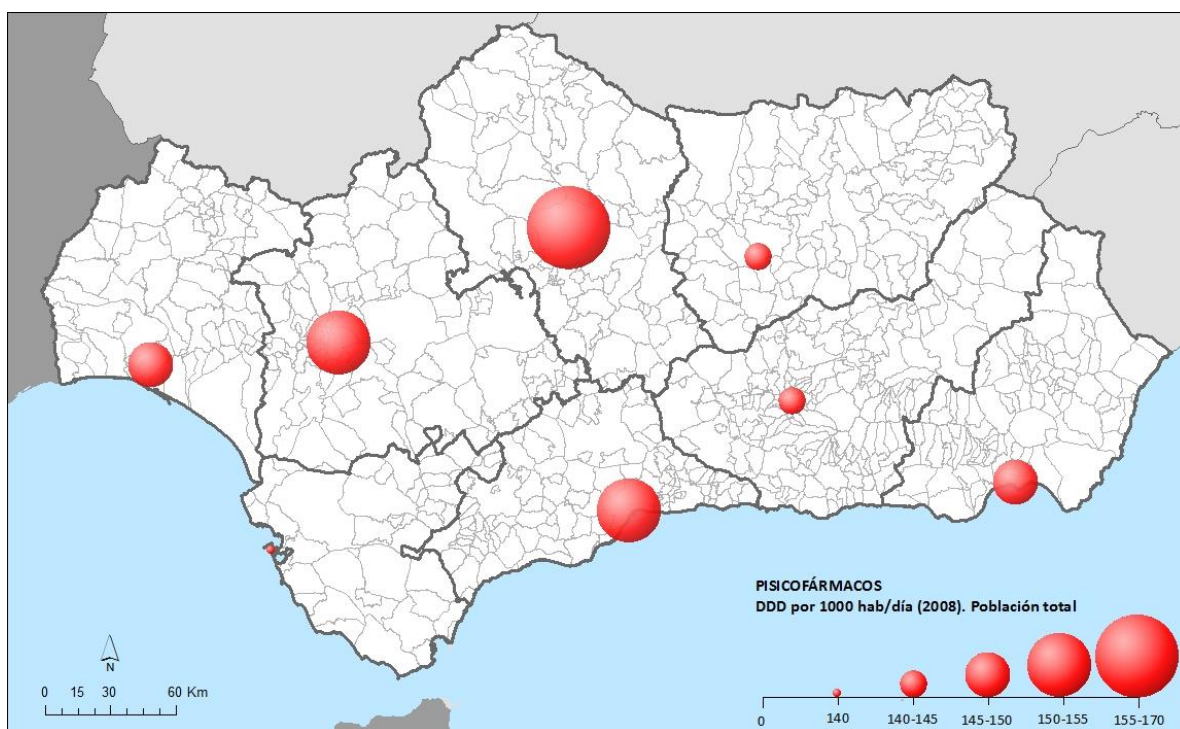 PISICOFÁRMACOS
DDD por 1000 hab/día (2008). Población total
N
0 15 30 60 Km
0 140 140-145 145-150 150-155 155-170